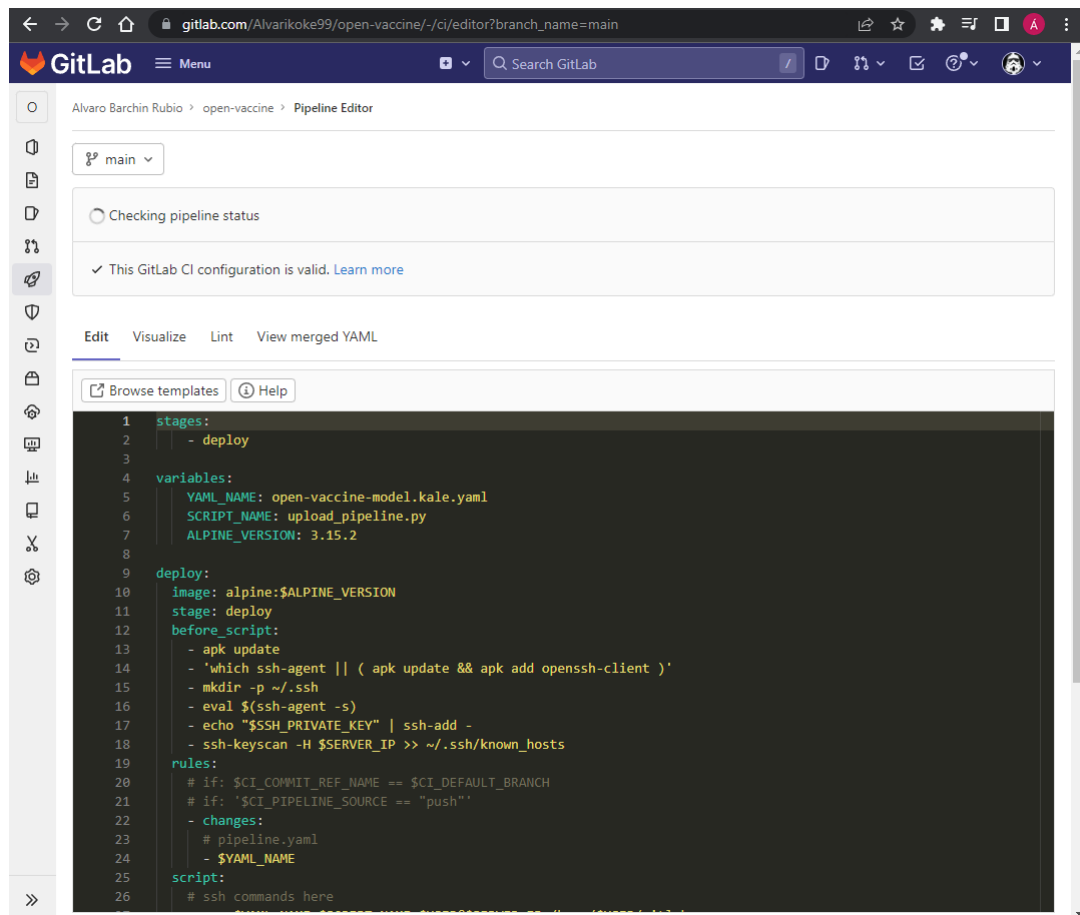 gitlab.com/Alvarikoke99/open-vaccine/-/ci/editor?branch_name=main
Á
GitLab
Menu
Search GitLab
/
O
Alvaro Barchin Rubio > open-vaccine > Pipeline Editor
main
Checking pipeline status
This GitLab CI configuration is valid. Learn more
Edit Visualize Lint View merged YAML
Browse templates Help
1 stages:
2 - deploy
3
4 variables:
5 YAML_NAME: open-vaccine-model.kale.yaml
6 SCRIPT_NAME: upload_pipeline.py
7 ALPINE_VERSION: 3.15.2
8
9 deploy:
10 image: alpine:$ALPINE_VERSION
11 stage: deploy
12 before_script:
13 - apk update
14 - 'which ssh-agent || ( apk update && apk add openssh-client )'
15 - mkdir -p ~/.ssh
16 - eval $(ssh-agent -s)
17 - echo "$SSH_PRIVATE_KEY" | ssh-add -
18 - ssh-keyscan -H $SERVER_IP >> ~/.ssh/known_hosts
19 rules:
20 # if: $CI_COMMIT_REF_NAME == $CI_DEFAULT_BRANCH
21 # if: '$CI_PIPELINE_SOURCE == "push"'
22 - changes:
23 # pipeline.yaml
24 - $YAML_NAME
25 script:
26 # ssh commands here